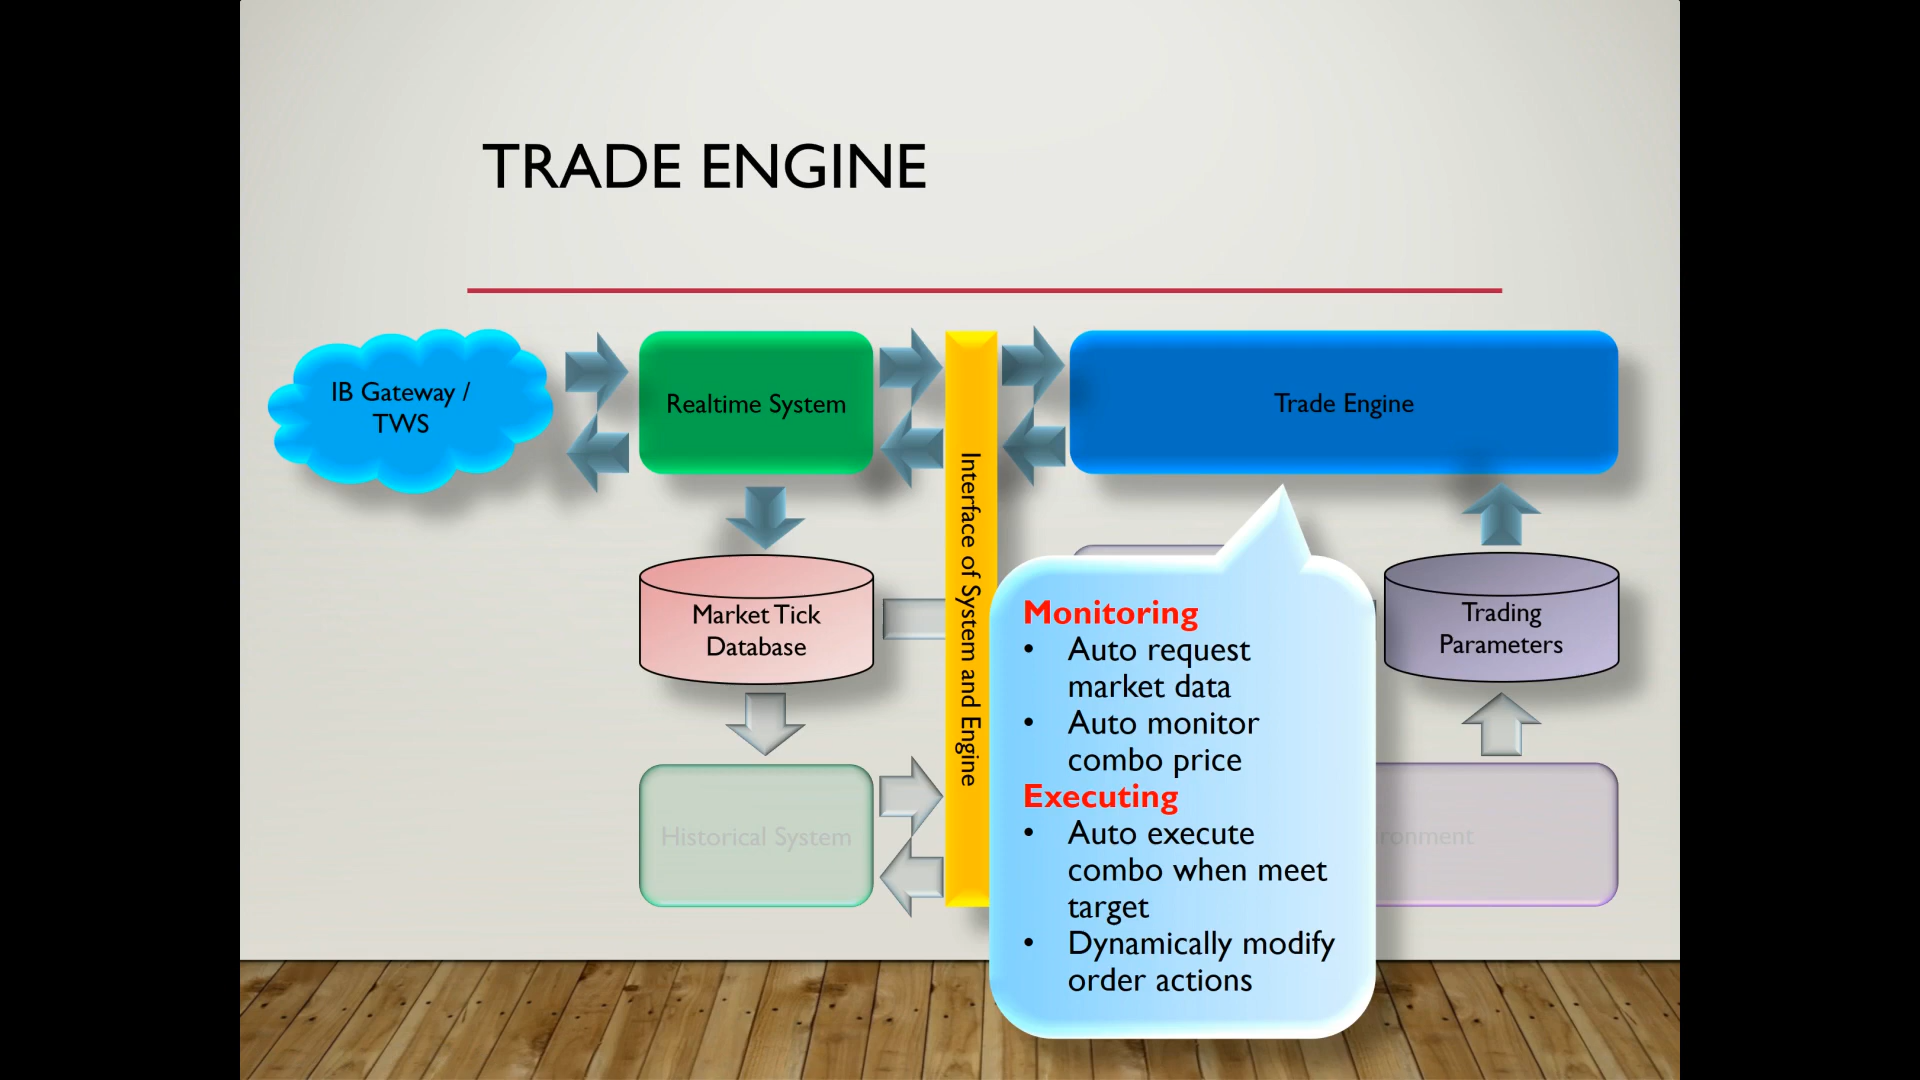 TRADE ENGINE
IB Gateway /
TWS
Realtime System
Interface of System and Engine
Trade Engine
Market Tick
Database
Trading
Parameters
Monitoring
• Auto request
market data
• Auto monitor
combo price
Executing
• Auto execute
combo when meet
target
• Dynamically modify
order actions
Historical System